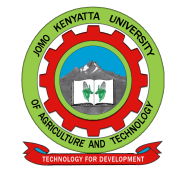 JOMO KENYATTA UNIVERSITY
OF AGRICULTURE AND TECHNOLOGY
TECHNOLOGY FOR DEVELOPMENT